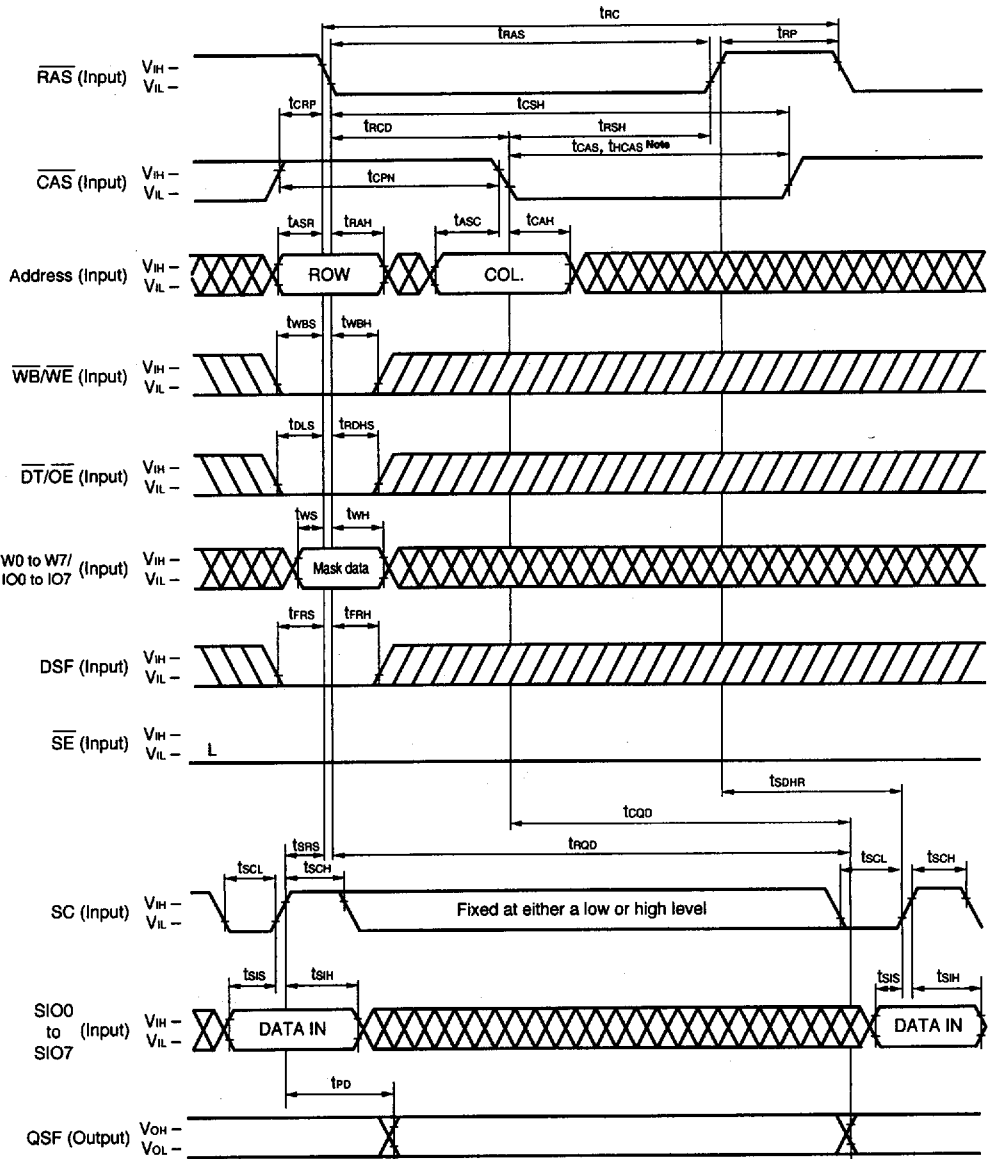 tRC
tRAS
tRP
RAS (Input)
VIH –
VIL –
tCRP
tCSH
tRCD
tRSH
tCAS, tHCAS Note
CAS (Input)
VIH –
VIL –
tCPN
tASR
tRAH
tASC
tCAH
Address (Input)
VIH –
VIL –
ROW
COL.
tWBS
tWBH
WB/WE (Input)
VIH –
VIL –
tDLS
tRDHS
DT/OE (Input)
VIH –
VIL –
tWS
tWH
W0 to W7/
IO0 to IO7 (Input)
VIH –
VIL –
Mask data
tFRS
tFRH
DSF (Input)
VIH –
VIL –
SE (Input)
VIH –
VIL –
L
tSDHR
tCQD
tSRS
tRQD
tSCL
tSCH
tSCL
tSCH
SC (Input)
VIH –
VIL –
Fixed at either a low or high level
tSIS
tSIH
tSIS
tSIH
SIO0
to (Input)
SIO7
VIH –
VIL –
DATA IN
DATA IN
tPD
QSF (Output)
VOH –
VOL –